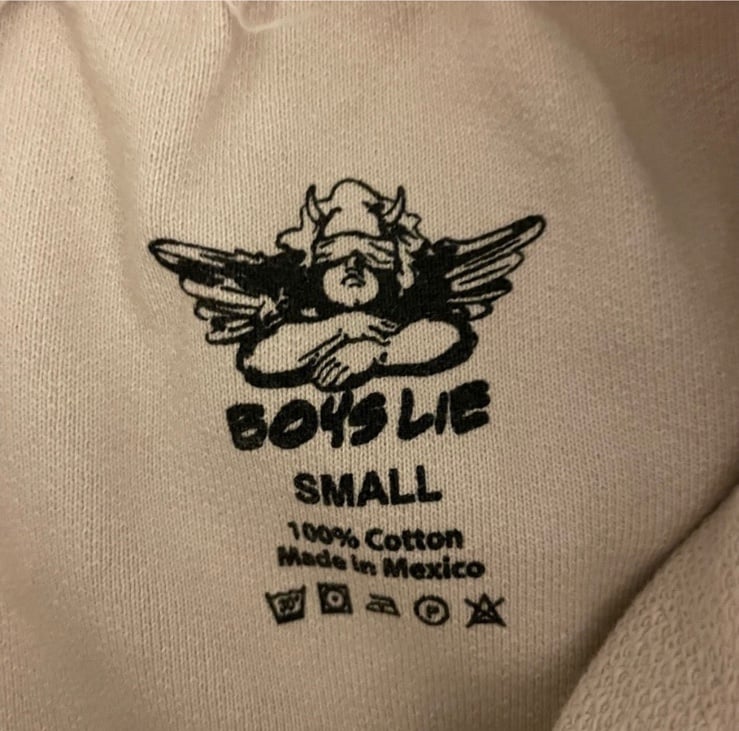 BOYS LIE
SMALL
100% Cotton
Made in Mexico
30°
P